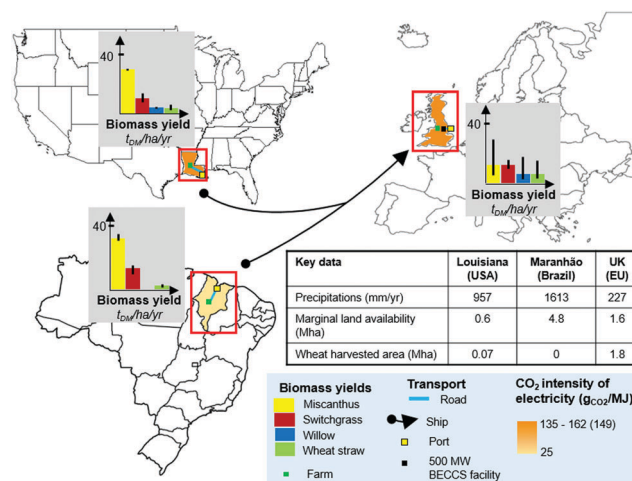 40
Biomass yield
tDM/ha/yr
40
Biomass yield
tDM/ha/yr
40
Biomass yield
tDM/ha/yr
Key data Louisiana (USA) Maranhão (Brazil) UK (EU)
Precipitations (mm/yr) 957 1613 227
Marginal land availability (Mha) 0.6 4.8 1.6
Wheat harvested area (Mha) 0.07 0 1.8
Biomass yields
Miscanthus
Switchgrass
Willow
Wheat straw
Farm
Transport
Road
Ship
Port
500 MW
BECCS facility
CO2 intensity of
electricity (gCO2/MJ)
135 - 162 (149)
25